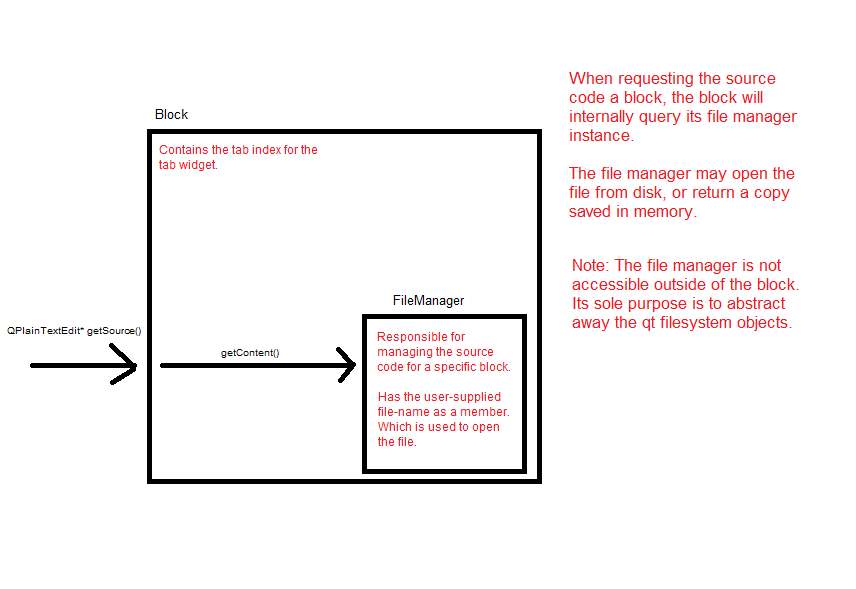 Block
Contains the tab index for the
tab widget.
QPlainTextEdit* getSource()
getContent()
FileManager
Responsible for
managing the source
code for a specific block.
Has the user-supplied
file-name as a member.
Which is used to open
the file.
When requesting the source
code a block, the block will
internally query its file manager
instance.
The file manager may open the
file from disk, or return a copy
saved in memory.
Note: The file manager is not
accessible outside of the block.
Its sole purpose is to abstract
away the qt filesystem objects.